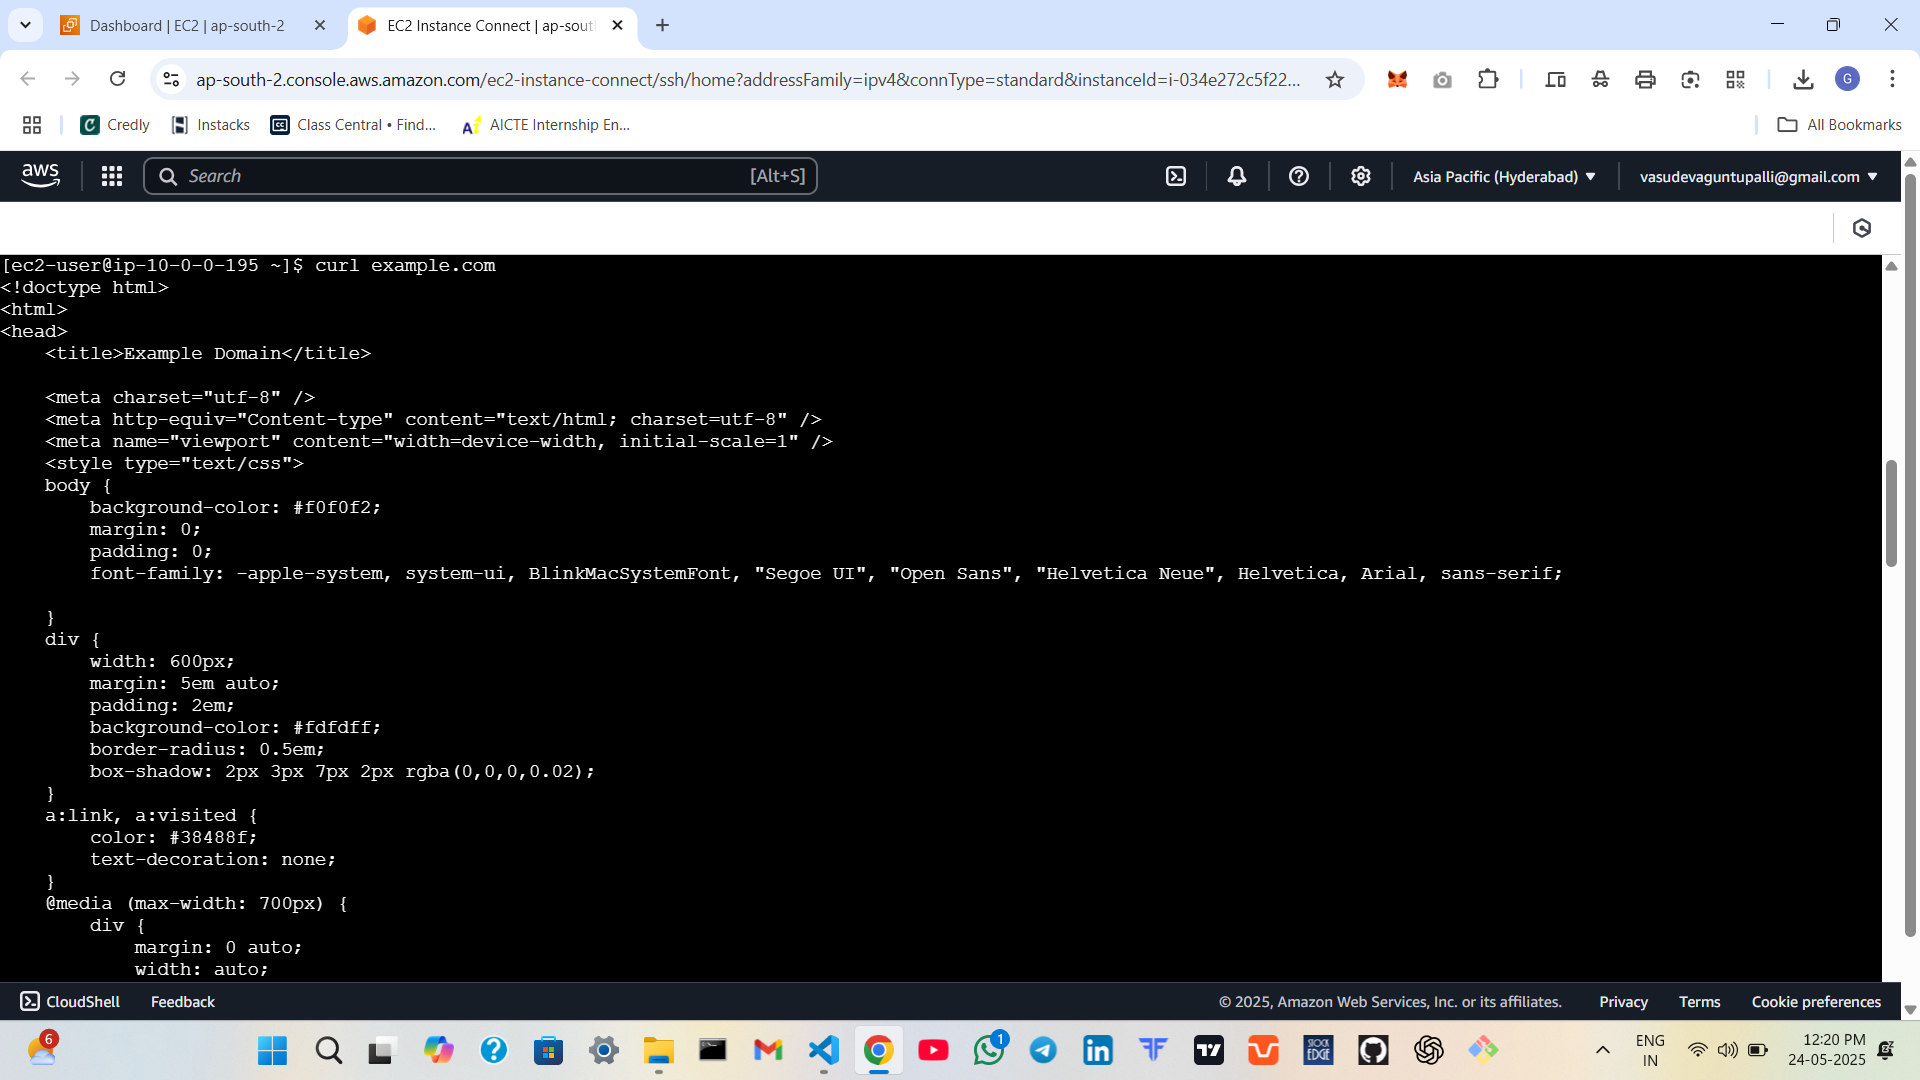 Dashboard | EC2 | ap-south-2
EC2 Instance Connect | ap-sout
ap-south-2.console.aws.amazon.com/ec2-instance-connect/ssh/home?addressFamily=ipv4&connType=standard&instanceId=i-034e272c5f22...
G
Credly
Instacks
Class Central • Find...
AICTE Internship En...
All Bookmarks
aws
Search
[Alt+S]
Asia Pacific (Hyderabad)
vasudevaguntupalli@gmail.com
[ec2-user@ip-10-0-0-195 ~]$ curl example.com
<!doctype html>
<html>
<head>
    <title>Example Domain</title>
    <meta charset="utf-8" />
    <meta http-equiv="Content-type" content="text/html; charset=utf-8" />
    <meta name="viewport" content="width=device-width, initial-scale=1" />
    <style type="text/css">
    body {
        background-color: #f0f0f2;
        margin: 0;
        padding: 0;
        font-family: -apple-system, system-ui, BlinkMacSystemFont, "Segoe UI", "Open Sans", "Helvetica Neue", Helvetica, Arial, sans-serif;
    }
    div {
        width: 600px;
        margin: 5em auto;
        padding: 2em;
        background-color: #fdfdff;
        border-radius: 0.5em;
        box-shadow: 2px 3px 7px 2px rgba(0,0,0,0.02);
    }
    a:link, a:visited {
        color: #38488f;
        text-decoration: none;
    }
    @media (max-width: 700px) {
        div {
            margin: 0 auto;
            width: auto;
CloudShell
Feedback
© 2025, Amazon Web Services, Inc. or its affiliates.
Privacy
Terms
Cookie preferences
6
1
STOCK
EDGE
ENG
IN
12:20 PM
24-05-2025